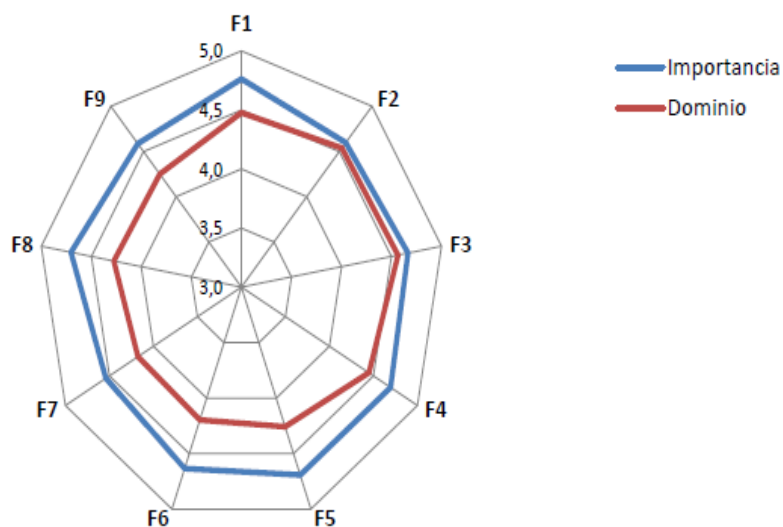 F1
5,0
F9
F2
4,5
4,0
3,5
F8
F3
3,0
F7
F4
F6
F5
Importancia
Dominio